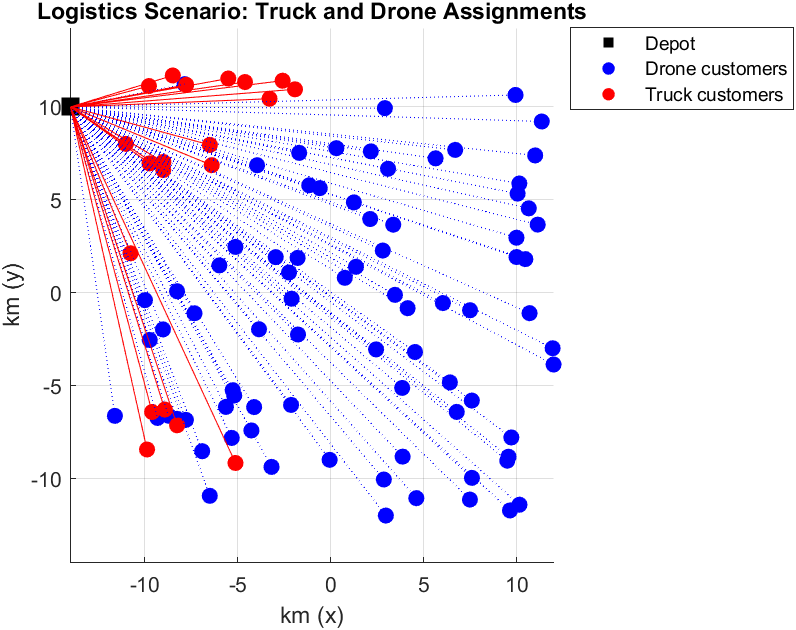 Logistics Scenario: Truck and Drone Assignments
Depot
Drone customers
Truck customers
10
5
0
-5
-10
km (y)
-10
-5
0
5
10
km (x)